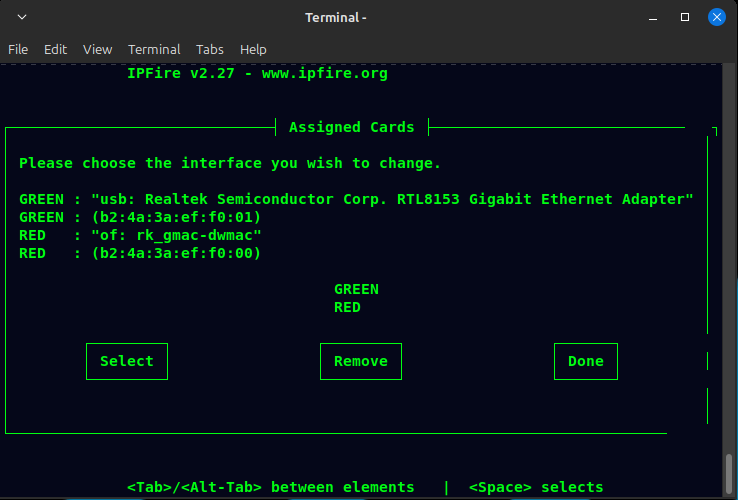 Terminal -
File Edit View Terminal Tabs Help
IPFire v2.27 - www.ipfire.org
Assigned Cards
Please choose the interface you wish to change.
GREEN : "usb: Realtek Semiconductor Corp. RTL8153 Gigabit Ethernet Adapter"
GREEN : (b2:4a:3a:ef:f0:01)
RED : "of: rk_gmac-dwmac"
RED : (b2:4a:3a:ef:f0:00)
GREEN
RED
Select Remove Done
<Tab>/<Alt-Tab> between elements | <Space> selects